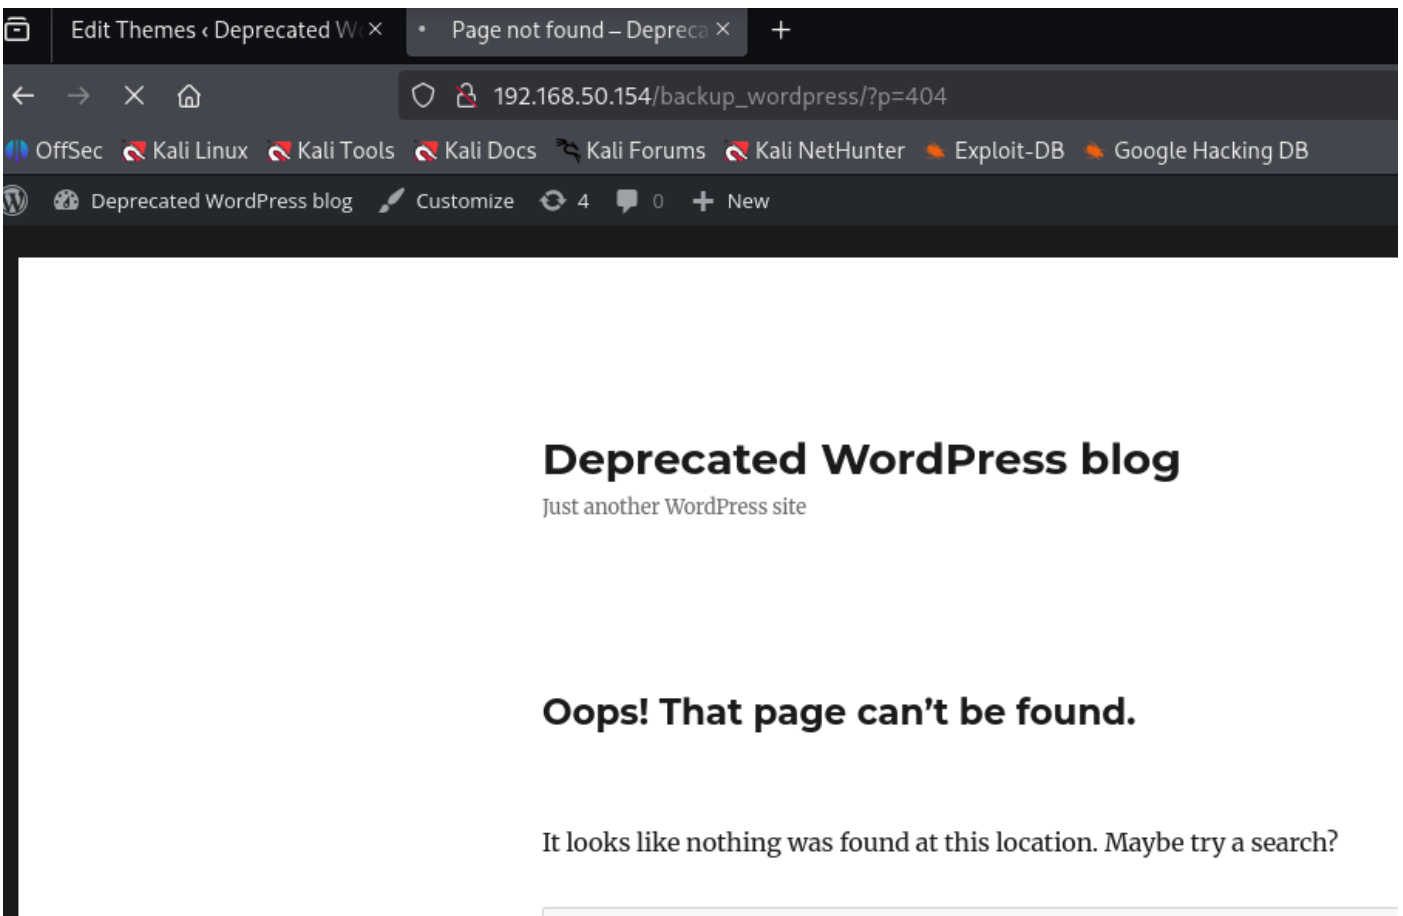 Edit Themes ‹ Deprecated W
Page not found – Depreca
192.168.50.154/backup_wordpress/?p=404
OffSec Kali Linux Kali Tools Kali Docs Kali Forums Kali NetHunter Exploit-DB Google Hacking DB
Deprecated WordPress blog Customize 4 0 New
Deprecated WordPress blog
Just another WordPress site
Oops! That page can’t be found.
It looks like nothing was found at this location. Maybe try a search?